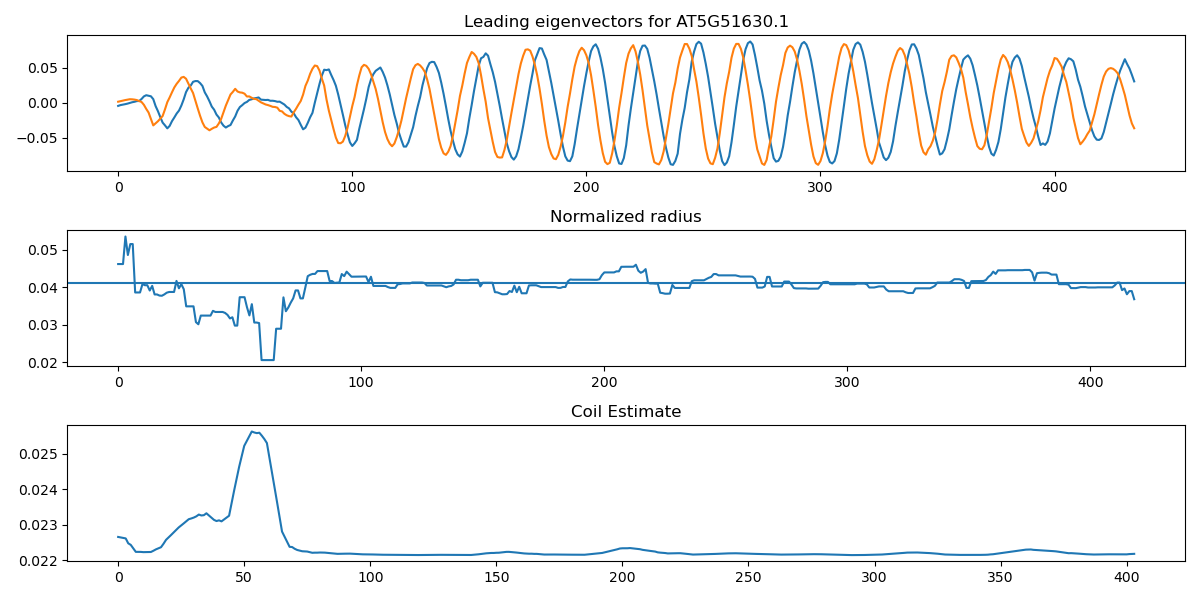 Leading eigenvectors for AT5G51630.1
0.05
0.00
−0.05
0 100 200 300 400
Normalized radius
0.05
0.04
0.03
0.02
0 100 200 300 400
Coil Estimate
0.025
0.024
0.023
0.022
0 50 100 150 200 250 300 350 400